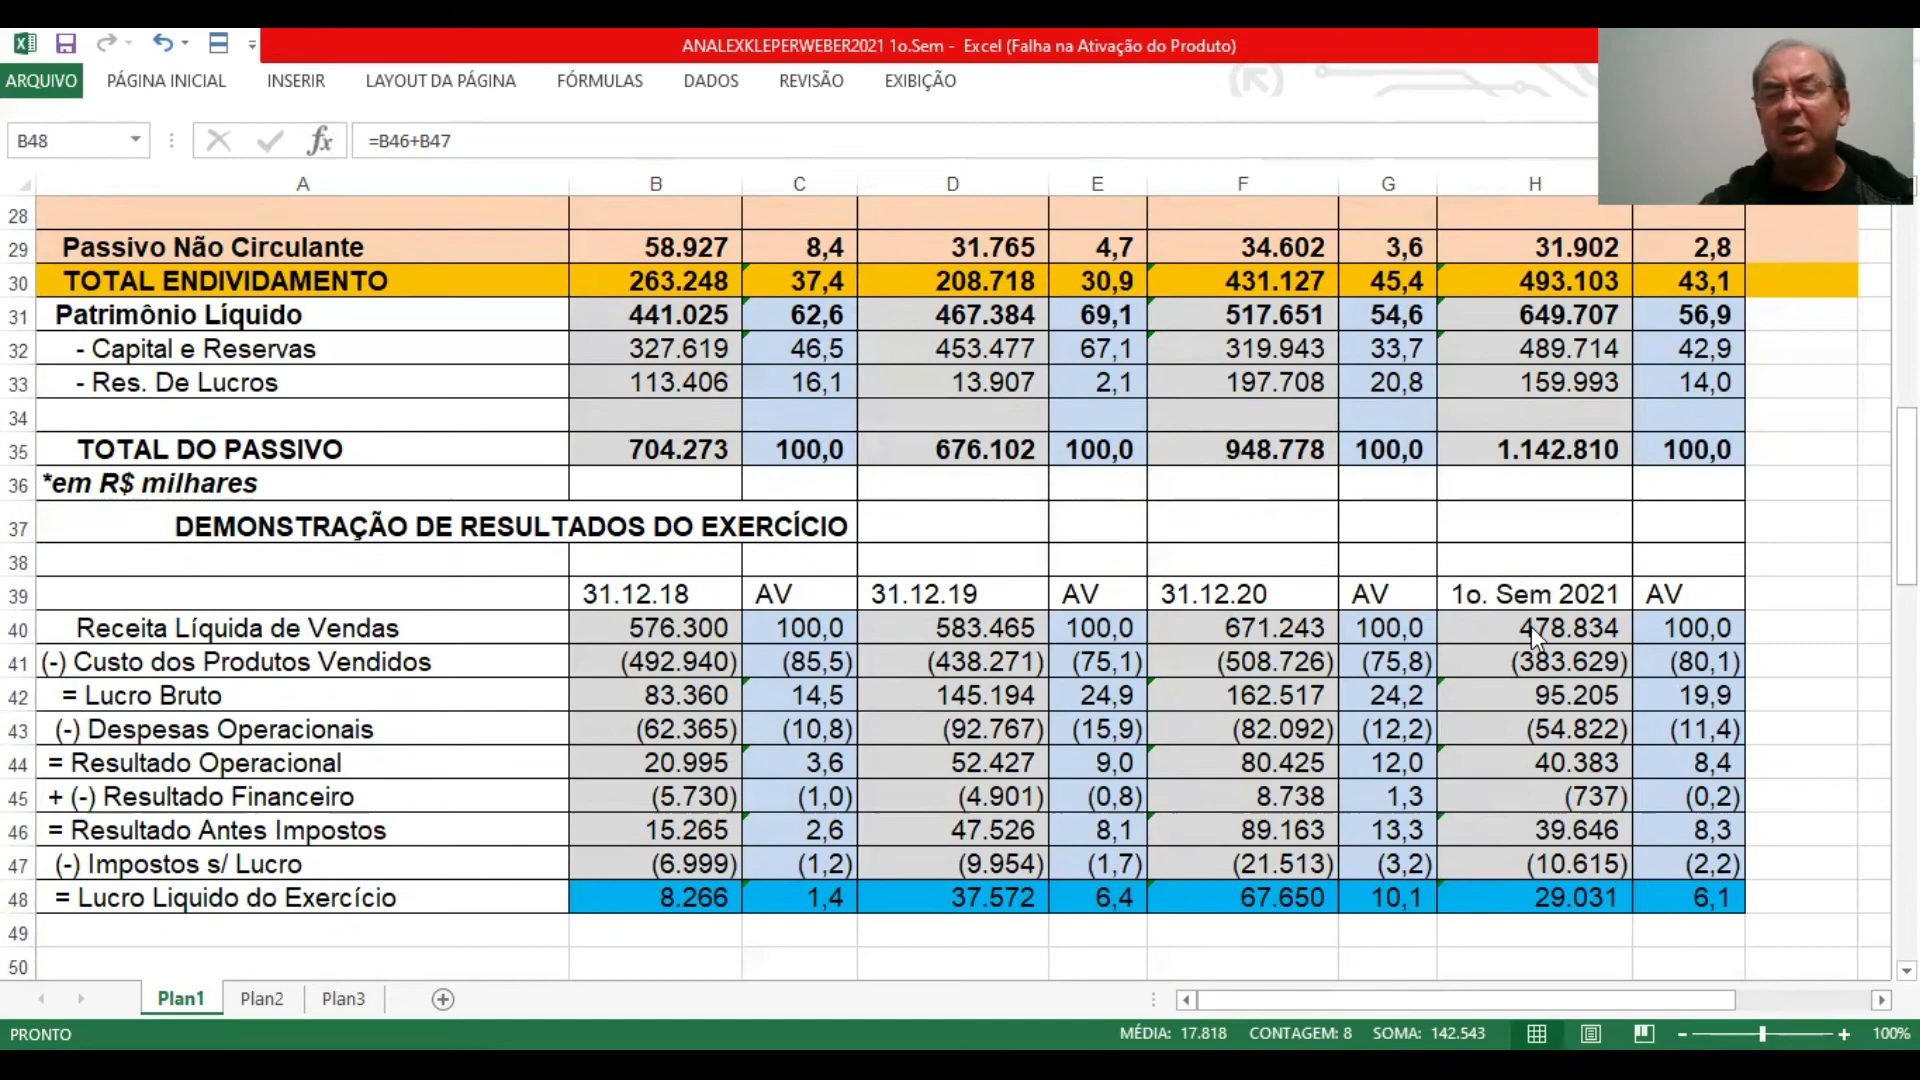 ANALEXKLEPERWEBER2021 1o.Sem - Excel (Falha na Ativação do Produto)
ARQUIVO PÁGINA INICIAL INSERIR LAYOUT DA PÁGINA FÓRMULAS DADOS REVISÃO EXIBIÇÃO
B48 fx =B46+B47
A B C D E F G H
28
29 Passivo Não Circulante 58.927 8,4 31.765 4,7 34.602 3,6 31.902 2,8
30 TOTAL ENDIVIDAMENTO 263.248 37,4 208.718 30,9 431.127 45,4 493.103 43,1
31 Patrimônio Líquido 441.025 62,6 467.384 69,1 517.651 54,6 649.707 56,9
32 - Capital e Reservas 327.619 46,5 453.477 67,1 319.943 33,7 489.714 42,9
33 - Res. De Lucros 113.406 16,1 13.907 2,1 197.708 20,8 159.993 14,0
34
35 TOTAL DO PASSIVO 704.273 100,0 676.102 100,0 948.778 100,0 1.142.810 100,0
36 *em R$ milhares
37 DEMONSTRAÇÃO DE RESULTADOS DO EXERCÍCIO
38
39 31.12.18 AV 31.12.19 AV 31.12.20 AV 1o. Sem 2021 AV
40 Receita Líquida de Vendas 576.300 100,0 583.465 100,0 671.243 100,0 478.834 100,0
41 (-) Custo dos Produtos Vendidos (492.940) (85,5) (438.271) (75,1) (508.726) (75,8) (383.629) (80,1)
42 = Lucro Bruto 83.360 14,5 145.194 24,9 162.517 24,2 95.205 19,9
43 (-) Despesas Operacionais (62.365) (10,8) (92.767) (15,9) (82.092) (12,2) (54.822) (11,4)
44 = Resultado Operacional 20.995 3,6 52.427 9,0 80.425 12,0 40.383 8,4
45 + (-) Resultado Financeiro (5.730) (1,0) (4.901) (0,8) 8.738 1,3 (737) (0,2)
46 = Resultado Antes Impostos 15.265 2,6 47.526 8,1 89.163 13,3 39.646 8,3
47 (-) Impostos s/ Lucro (6.999) (1,2) (9.954) (1,7) (21.513) (3,2) (10.615) (2,2)
48 = Lucro Liquido do Exercício 8.266 1,4 37.572 6,4 67.650 10,1 29.031 6,1
49
50
Plan1 Plan2 Plan3
PRONTO MÉDIA: 17.818 CONTAGEM: 8 SOMA: 142.543 100%